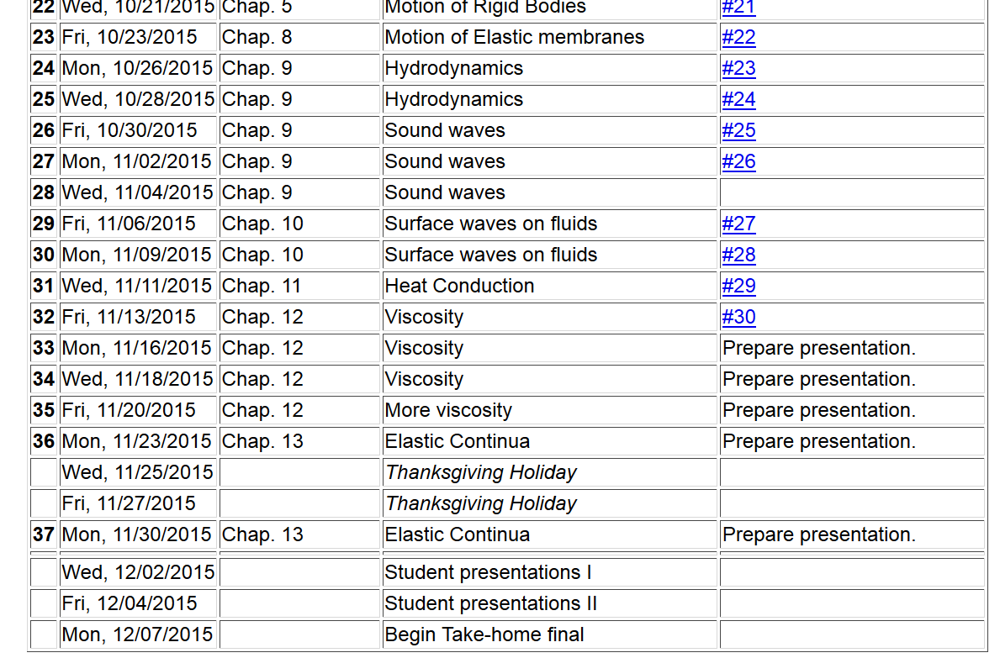 22 Wed, 10/21/2015 Chap. 5 Motion of Rigid Bodies #21
23 Fri, 10/23/2015 Chap. 8 Motion of Elastic membranes #22
24 Mon, 10/26/2015 Chap. 9 Hydrodynamics #23
25 Wed, 10/28/2015 Chap. 9 Hydrodynamics #24
26 Fri, 10/30/2015 Chap. 9 Sound waves #25
27 Mon, 11/02/2015 Chap. 9 Sound waves #26
28 Wed, 11/04/2015 Chap. 9 Sound waves
29 Fri, 11/06/2015 Chap. 10 Surface waves on fluids #27
30 Mon, 11/09/2015 Chap. 10 Surface waves on fluids #28
31 Wed, 11/11/2015 Chap. 11 Heat Conduction #29
32 Fri, 11/13/2015 Chap. 12 Viscosity #30
33 Mon, 11/16/2015 Chap. 12 Viscosity Prepare presentation.
34 Wed, 11/18/2015 Chap. 12 Viscosity Prepare presentation.
35 Fri, 11/20/2015 Chap. 12 More viscosity Prepare presentation.
36 Mon, 11/23/2015 Chap. 13 Elastic Continua Prepare presentation.
Wed, 11/25/2015 Thanksgiving Holiday
Fri, 11/27/2015 Thanksgiving Holiday
37 Mon, 11/30/2015 Chap. 13 Elastic Continua Prepare presentation.
Wed, 12/02/2015 Student presentations I
Fri, 12/04/2015 Student presentations II
Mon, 12/07/2015 Begin Take-home final